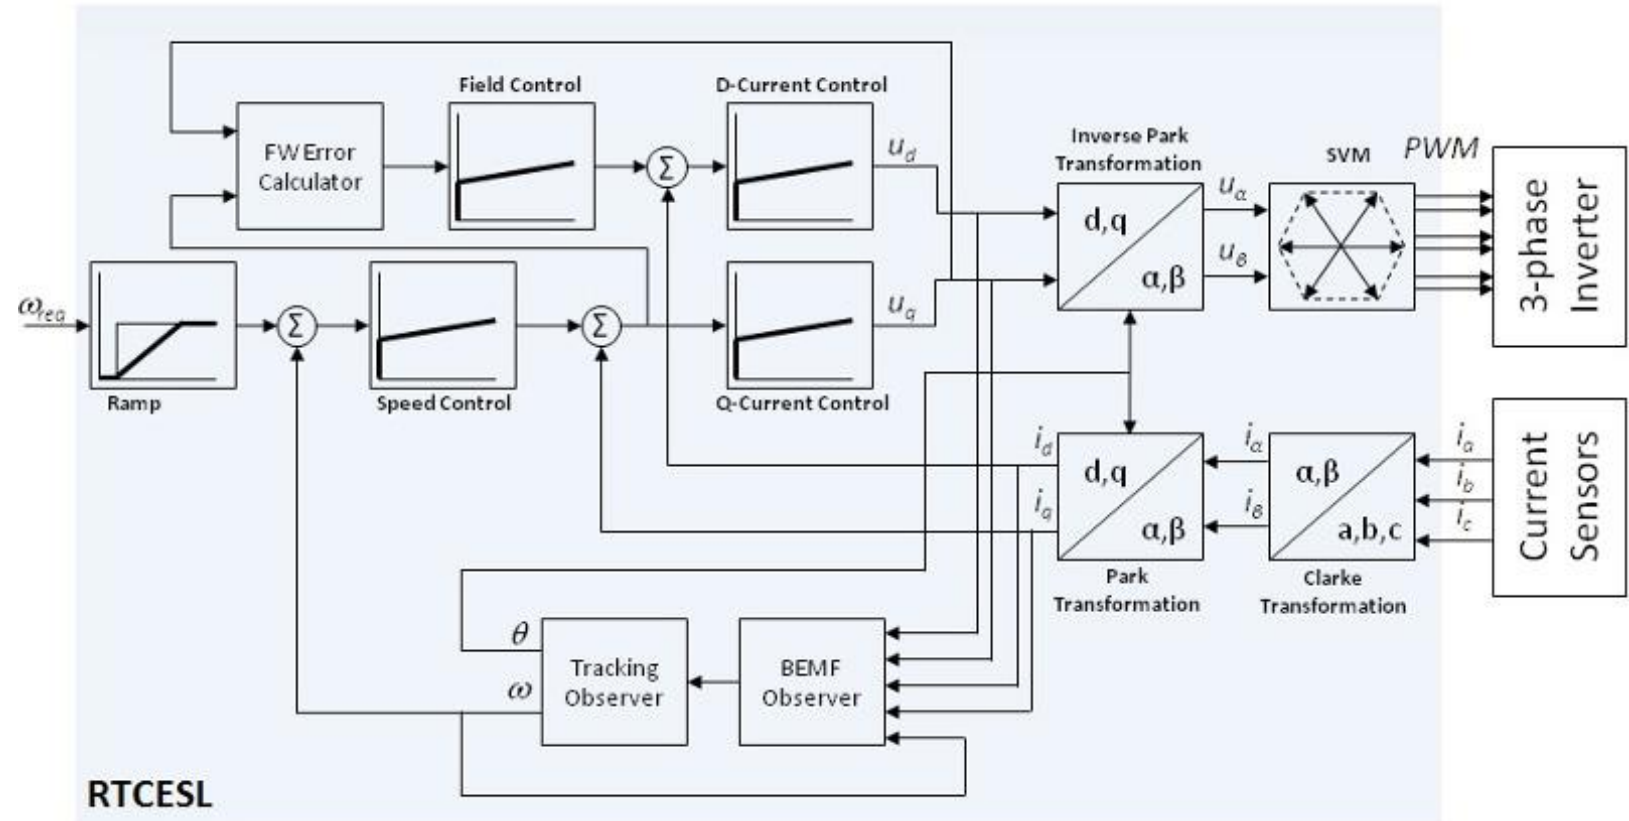 Field Control
D-Current Control
FW Error
Calculator
Σ
u_d
Inverse Park
Transformation
d,q
α,β
u_α
u_β
SVM
PWM
3-phase
Inverter
ω_req
Ramp
Σ
Speed Control
Σ
u_q
Q-Current Control
i_d
i_q
d,q
α,β
Park
Transformation
i_α
i_β
α,β
a,b,c
Clarke
Transformation
i_a
i_b
i_c
Current
Sensors
θ
ω
Tracking
Observer
BEMF
Observer
RTCESL